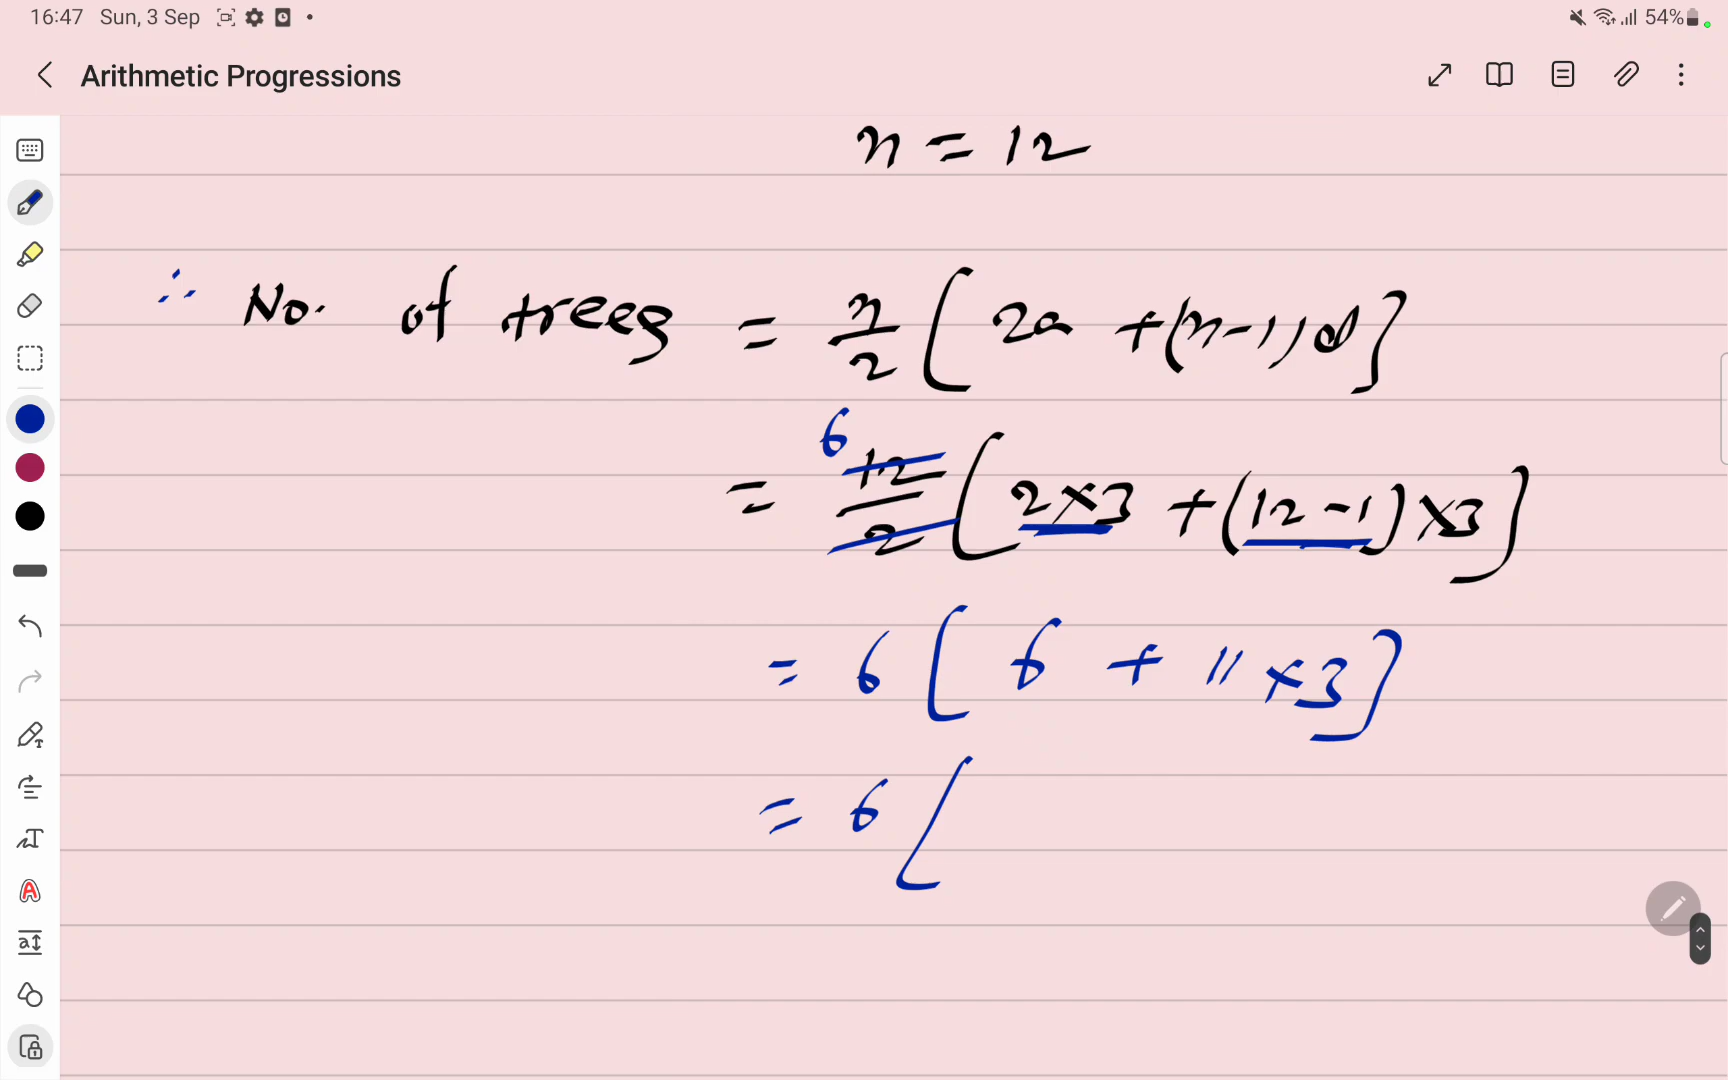 16:47 Sun, 3 Sep 54%
Arithmetic Progressions
n = 12
∴ No. of trees = n/2 [ 2a + (n-1) d ]
6
= 12/2 [ 2×3 + (12-1) ×3 ]
= 6 [ 6 + 11 ×3 ]
= 6 [